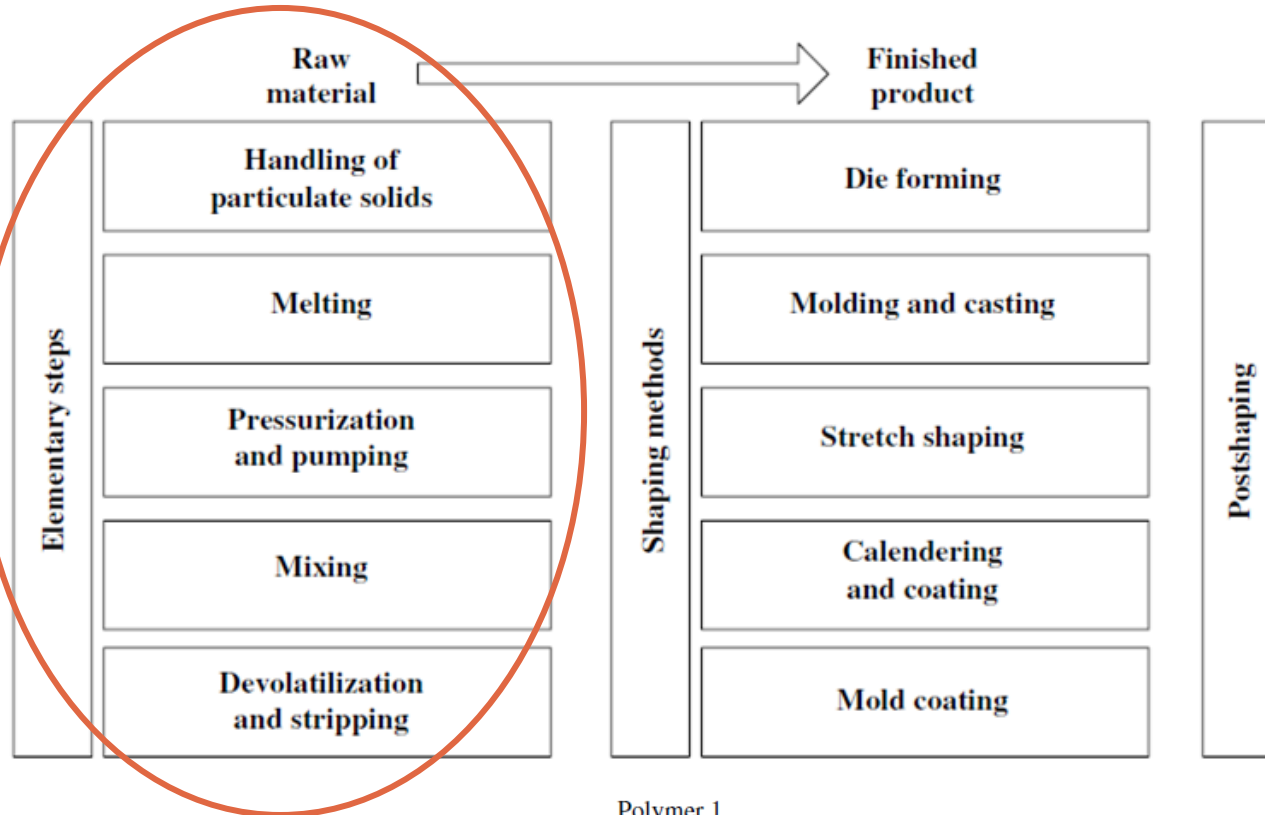 Raw
material
Finished
product
Elementary steps
Handling of
particulate solids
Melting
Pressurization
and pumping
Mixing
Devolatilization
and stripping
Shaping methods
Die forming
Molding and casting
Stretch shaping
Calendering
and coating
Mold coating
Postshaping
Polymer 1